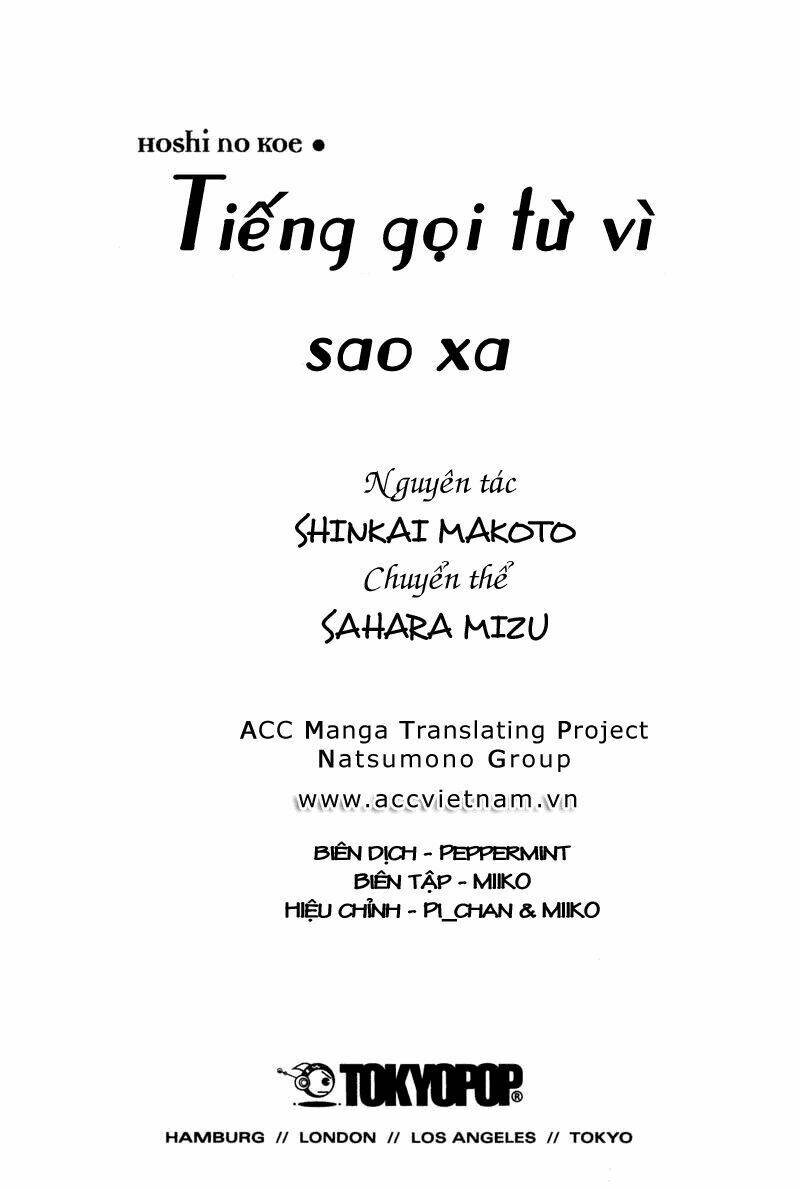 Hoshi no Koe •
Tiếng gọi từ vì
sao xa
Nguyên tác
SHINKAI MAKOTO
Chuyển thể
SAHARA MIZU
ACC Manga Translating Project
Natsumono Group
www.accvietnam.vn
BIÊN DỊCH - PEPPERMINT
BIÊN TẬP - MIIKO
HIỆU CHỈNH - PI_CHAN & MIIKO
TOKYOPOP®
HAMBURG // LONDON // LOS ANGELES // TOKYO